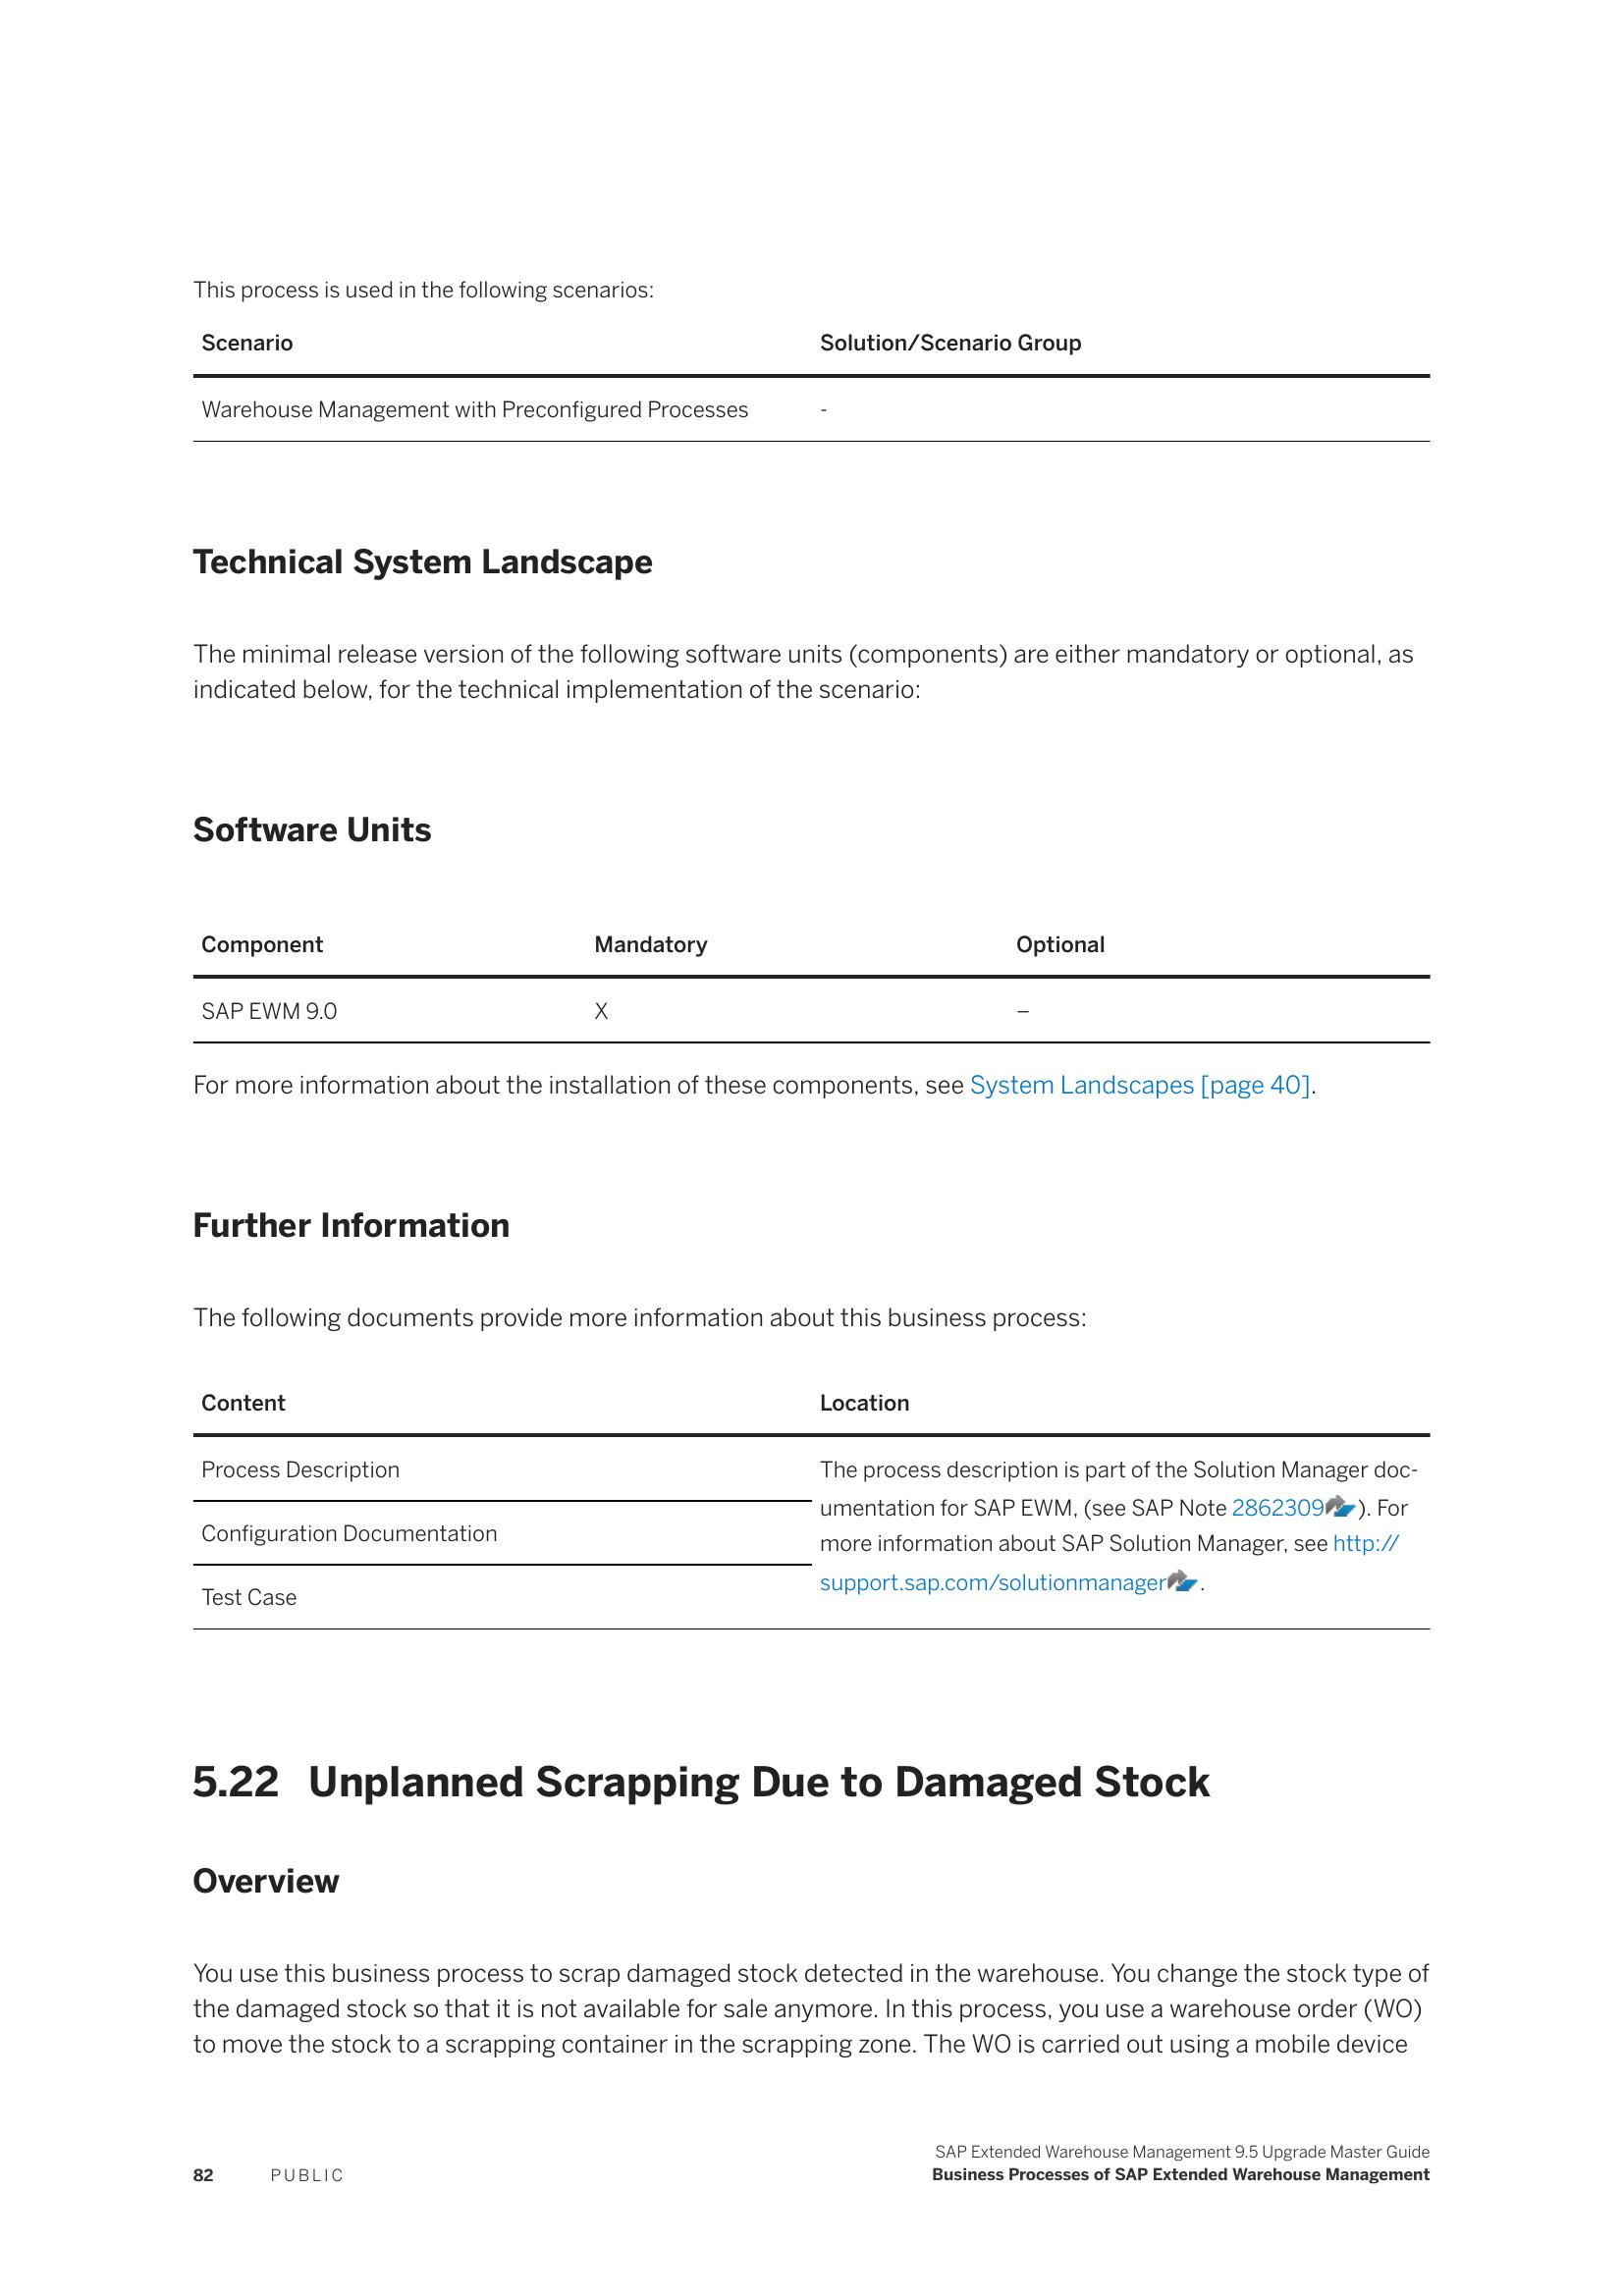 This process is used in the following scenarios:
Scenario Solution/Scenario Group
Warehouse Management with Preconfigured Processes -
Technical System Landscape
The minimal release version of the following software units (components) are either mandatory or optional, as
indicated below, for the technical implementation of the scenario:
Software Units
Component Mandatory Optional
SAP EWM 9.0 X –
For more information about the installation of these components, see System Landscapes [page 40].
Further Information
The following documents provide more information about this business process:
Content Location
Process Description
Configuration Documentation
Test Case
The process description is part of the Solution Manager doc-
umentation for SAP EWM, (see SAP Note 2862309). For
more information about SAP Solution Manager, see http://
support.sap.com/solutionmanager.
5.22 Unplanned Scrapping Due to Damaged Stock
Overview
You use this business process to scrap damaged stock detected in the warehouse. You change the stock type of
the damaged stock so that it is not available for sale anymore. In this process, you use a warehouse order (WO)
to move the stock to a scrapping container in the scrapping zone. The WO is carried out using a mobile device
SAP Extended Warehouse Management 9.5 Upgrade Master Guide
82 PUBLIC Business Processes of SAP Extended Warehouse Management